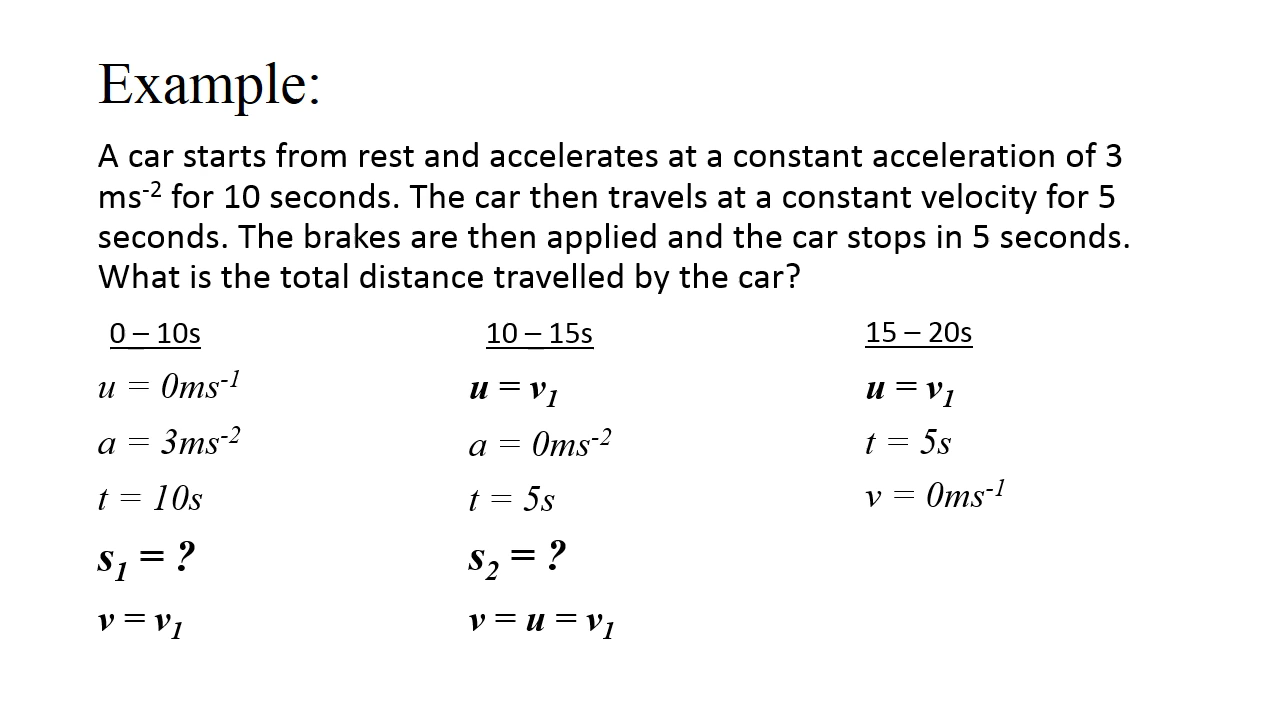 Example:
A car starts from rest and accelerates at a constant acceleration of 3
ms⁻² for 10 seconds. The car then travels at a constant velocity for 5
seconds. The brakes are then applied and the car stops in 5 seconds.
What is the total distance travelled by the car?
0 – 10s
u = 0ms⁻¹
a = 3ms⁻²
t = 10s
s₁ = ?
v = v₁
10 – 15s
u = v₁
a = 0ms⁻²
t = 5s
s₂ = ?
v = u = v₁
15 – 20s
u = v₁
t = 5s
v = 0ms⁻¹